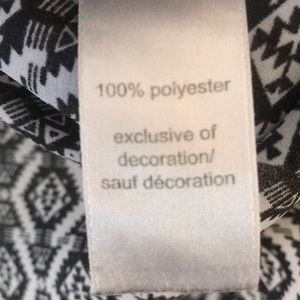 100% polyester
exclusive of
decoration/
sauf décoration